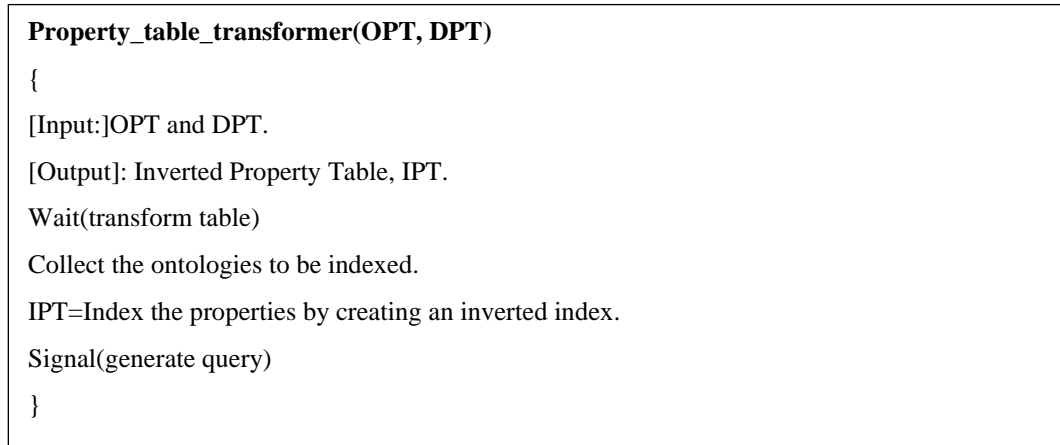 Property_table_transformer(OPT, DPT)
{
[Input:]OPT and DPT.
[Output]: Inverted Property Table, IPT.
Wait(transform table)
Collect the ontologies to be indexed.
IPT=Index the properties by creating an inverted index.
Signal(generate query)
}